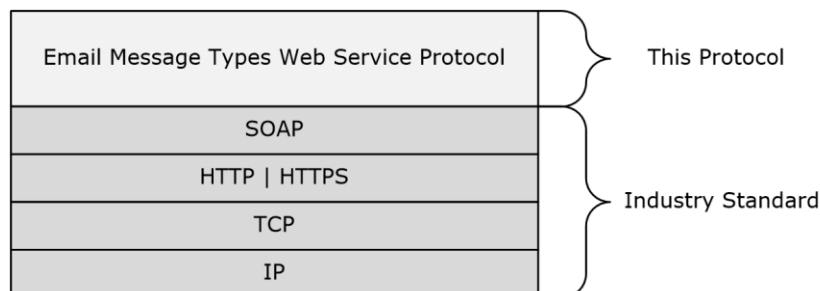 Email Message Types Web Service Protocol
This Protocol
SOAP
HTTP | HTTPS
Industry Standard
TCP
IP